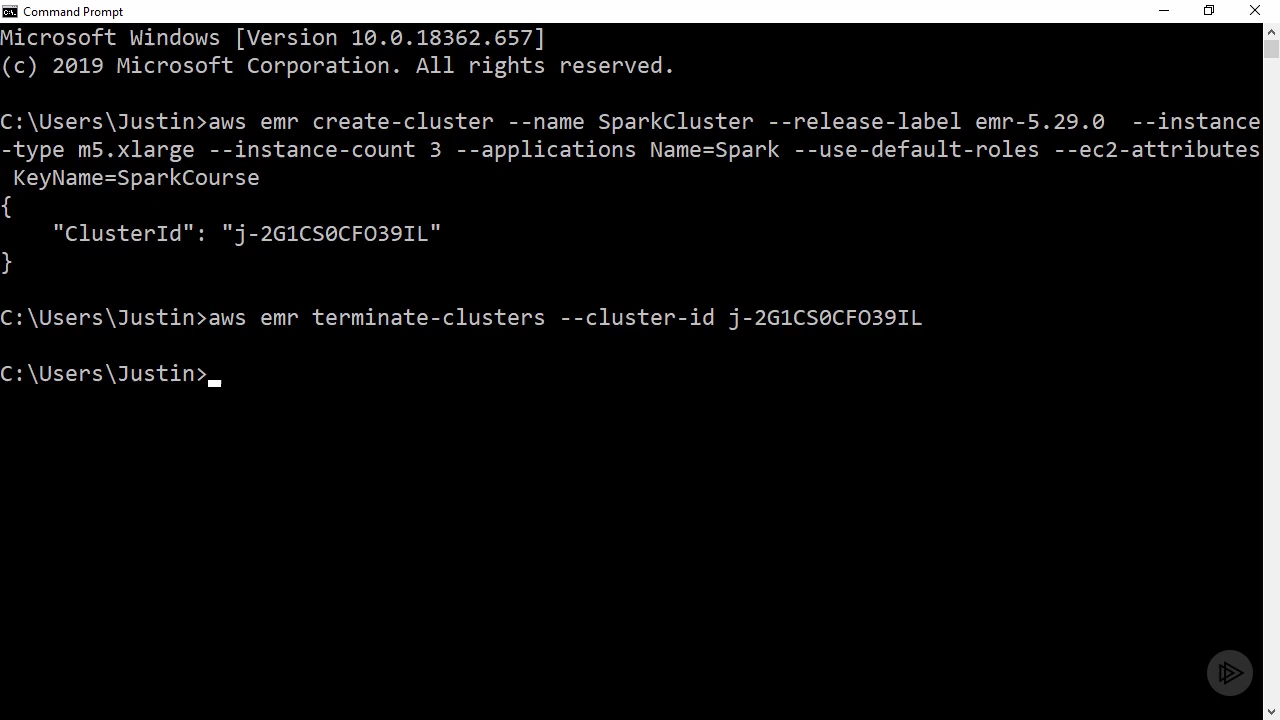 Command Prompt
Microsoft Windows [Version 10.0.18362.657]
(c) 2019 Microsoft Corporation. All rights reserved.
C:\Users\Justin>aws emr create-cluster --name SparkCluster --release-label emr-5.29.0  --instance
-type m5.xlarge --instance-count 3 --applications Name=Spark --use-default-roles --ec2-attributes
 KeyName=SparkCourse
{
    "ClusterId": "j-2G1CS0CFO39IL"
}
C:\Users\Justin>aws emr terminate-clusters --cluster-id j-2G1CS0CFO39IL
C:\Users\Justin>